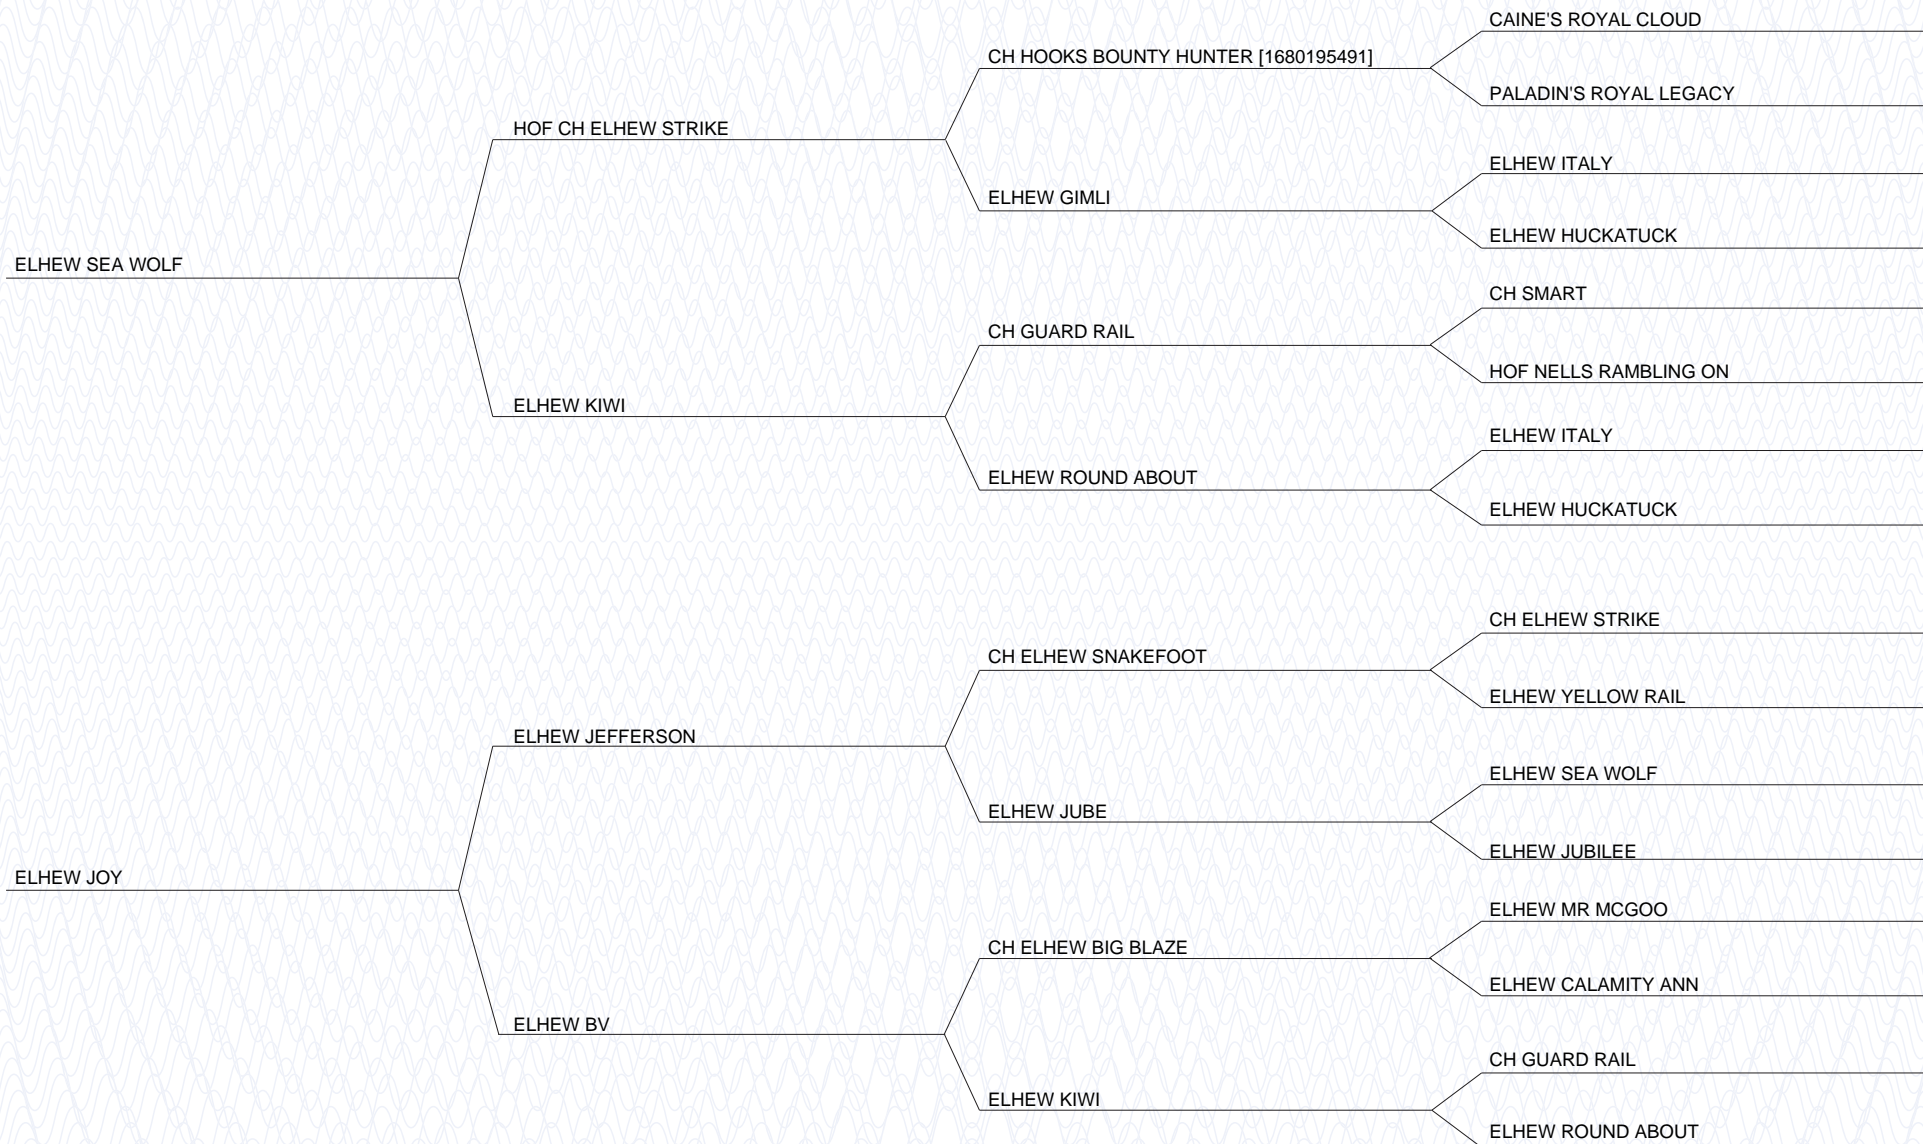 CAINE'S ROYAL CLOUD
CH HOOKS BOUNTY HUNTER [1680195491]
PALADIN'S ROYAL LEGACY
HOF CH ELHEW STRIKE
ELHEW ITALY
ELHEW GIMLI
ELHEW HUCKATUCK
ELHEW SEA WOLF
CH SMART
CH GUARD RAIL
HOF NELLS RAMBLING ON
ELHEW KIWI
ELHEW ITALY
ELHEW ROUND ABOUT
ELHEW HUCKATUCK
CH ELHEW STRIKE
CH ELHEW SNAKEFOOT
ELHEW YELLOW RAIL
ELHEW JEFFERSON
ELHEW SEA WOLF
ELHEW JUBE
ELHEW JUBILEE
ELHEW JOY
ELHEW MR MCGOO
CH ELHEW BIG BLAZE
ELHEW CALAMITY ANN
ELHEW BV
CH GUARD RAIL
ELHEW KIWI
ELHEW ROUND ABOUT